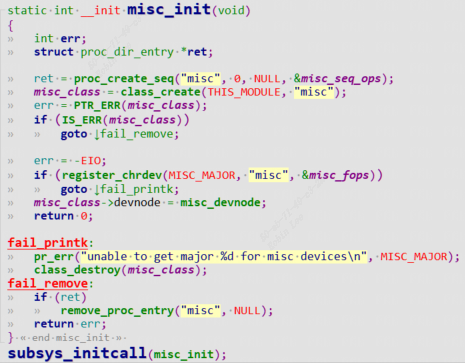 static int __init misc_init(void)
{
» int err;
» struct proc_dir_entry *ret;

» ret = proc_create_seq("misc", 0, NULL, &misc_seq_ops);
» misc_class = class_create(THIS_MODULE, "misc");
» err = PTR_ERR(misc_class);
» if (IS_ERR(misc_class))
» » goto ↓fail_remove;

» err = -EIO;
» if (register_chrdev(MISC_MAJOR, "misc", &misc_fops))
» » goto ↓fail_printk;
» misc_class->devnode = misc_devnode;
» return 0;

fail_printk:
» pr_err("unable to get major %d for misc devices\n", MISC_MAJOR);
» class_destroy(misc_class);
fail_remove:
» if (ret)
» » remove_proc_entry("misc", NULL);
» return err;
} « end misc_init »
subsys_initcall(misc_init);